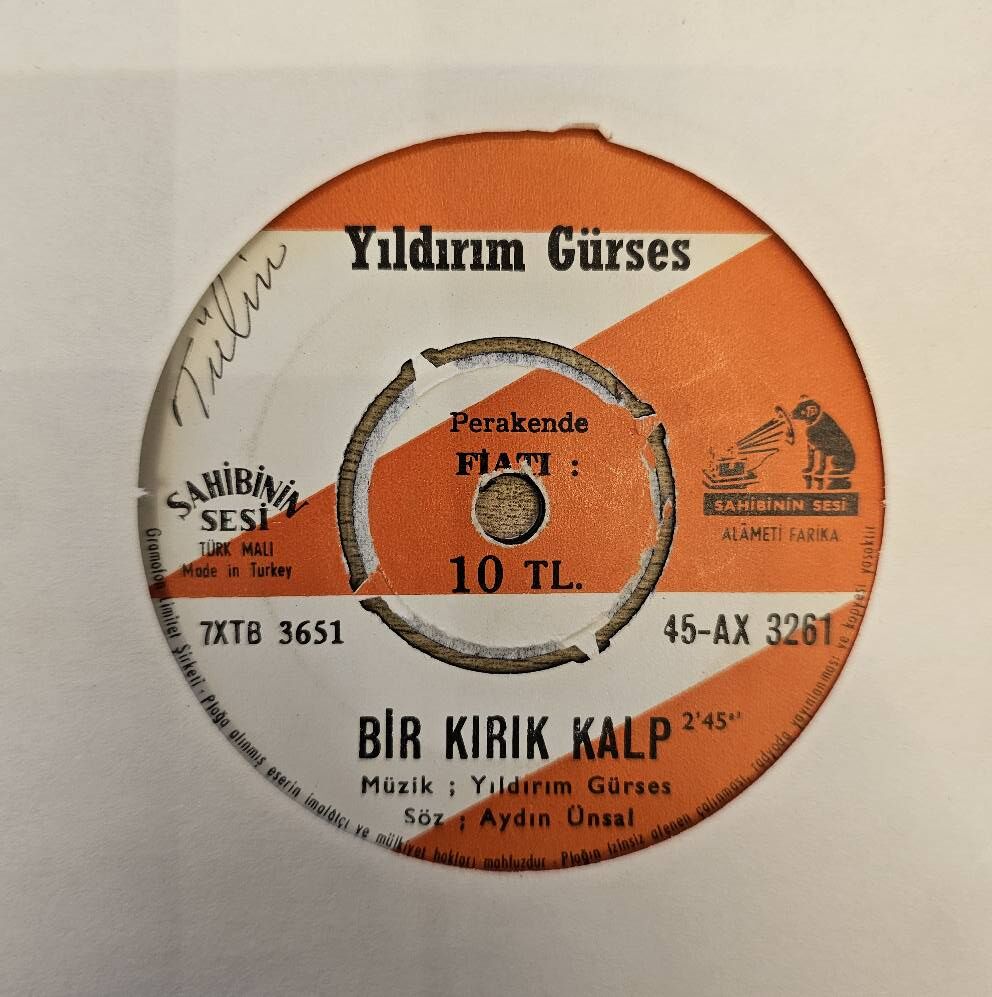 Yıldırım Gürses
Tülin
Perakende
FİATI :
10 TL.
SAHİBİNİN
SESİ
TÜRK MALI
Made in Turkey
SAHİBİNİN SESİ
ALÂMETİ FARİKA
7XTB 3651
45-AX 3261
BİR KIRIK KALP 2'45"
Müzik ; Yıldırım Gürses
Söz ; Aydın Ünsal
Gramofon Limitet Şirketi · Plağa alınmış eserin imalâtçı ve mülkiyet hakları mahfuzdur · Plağın izinsiz alenen çalınması, radyoda yayınlanması ve kopyesi yasaktır